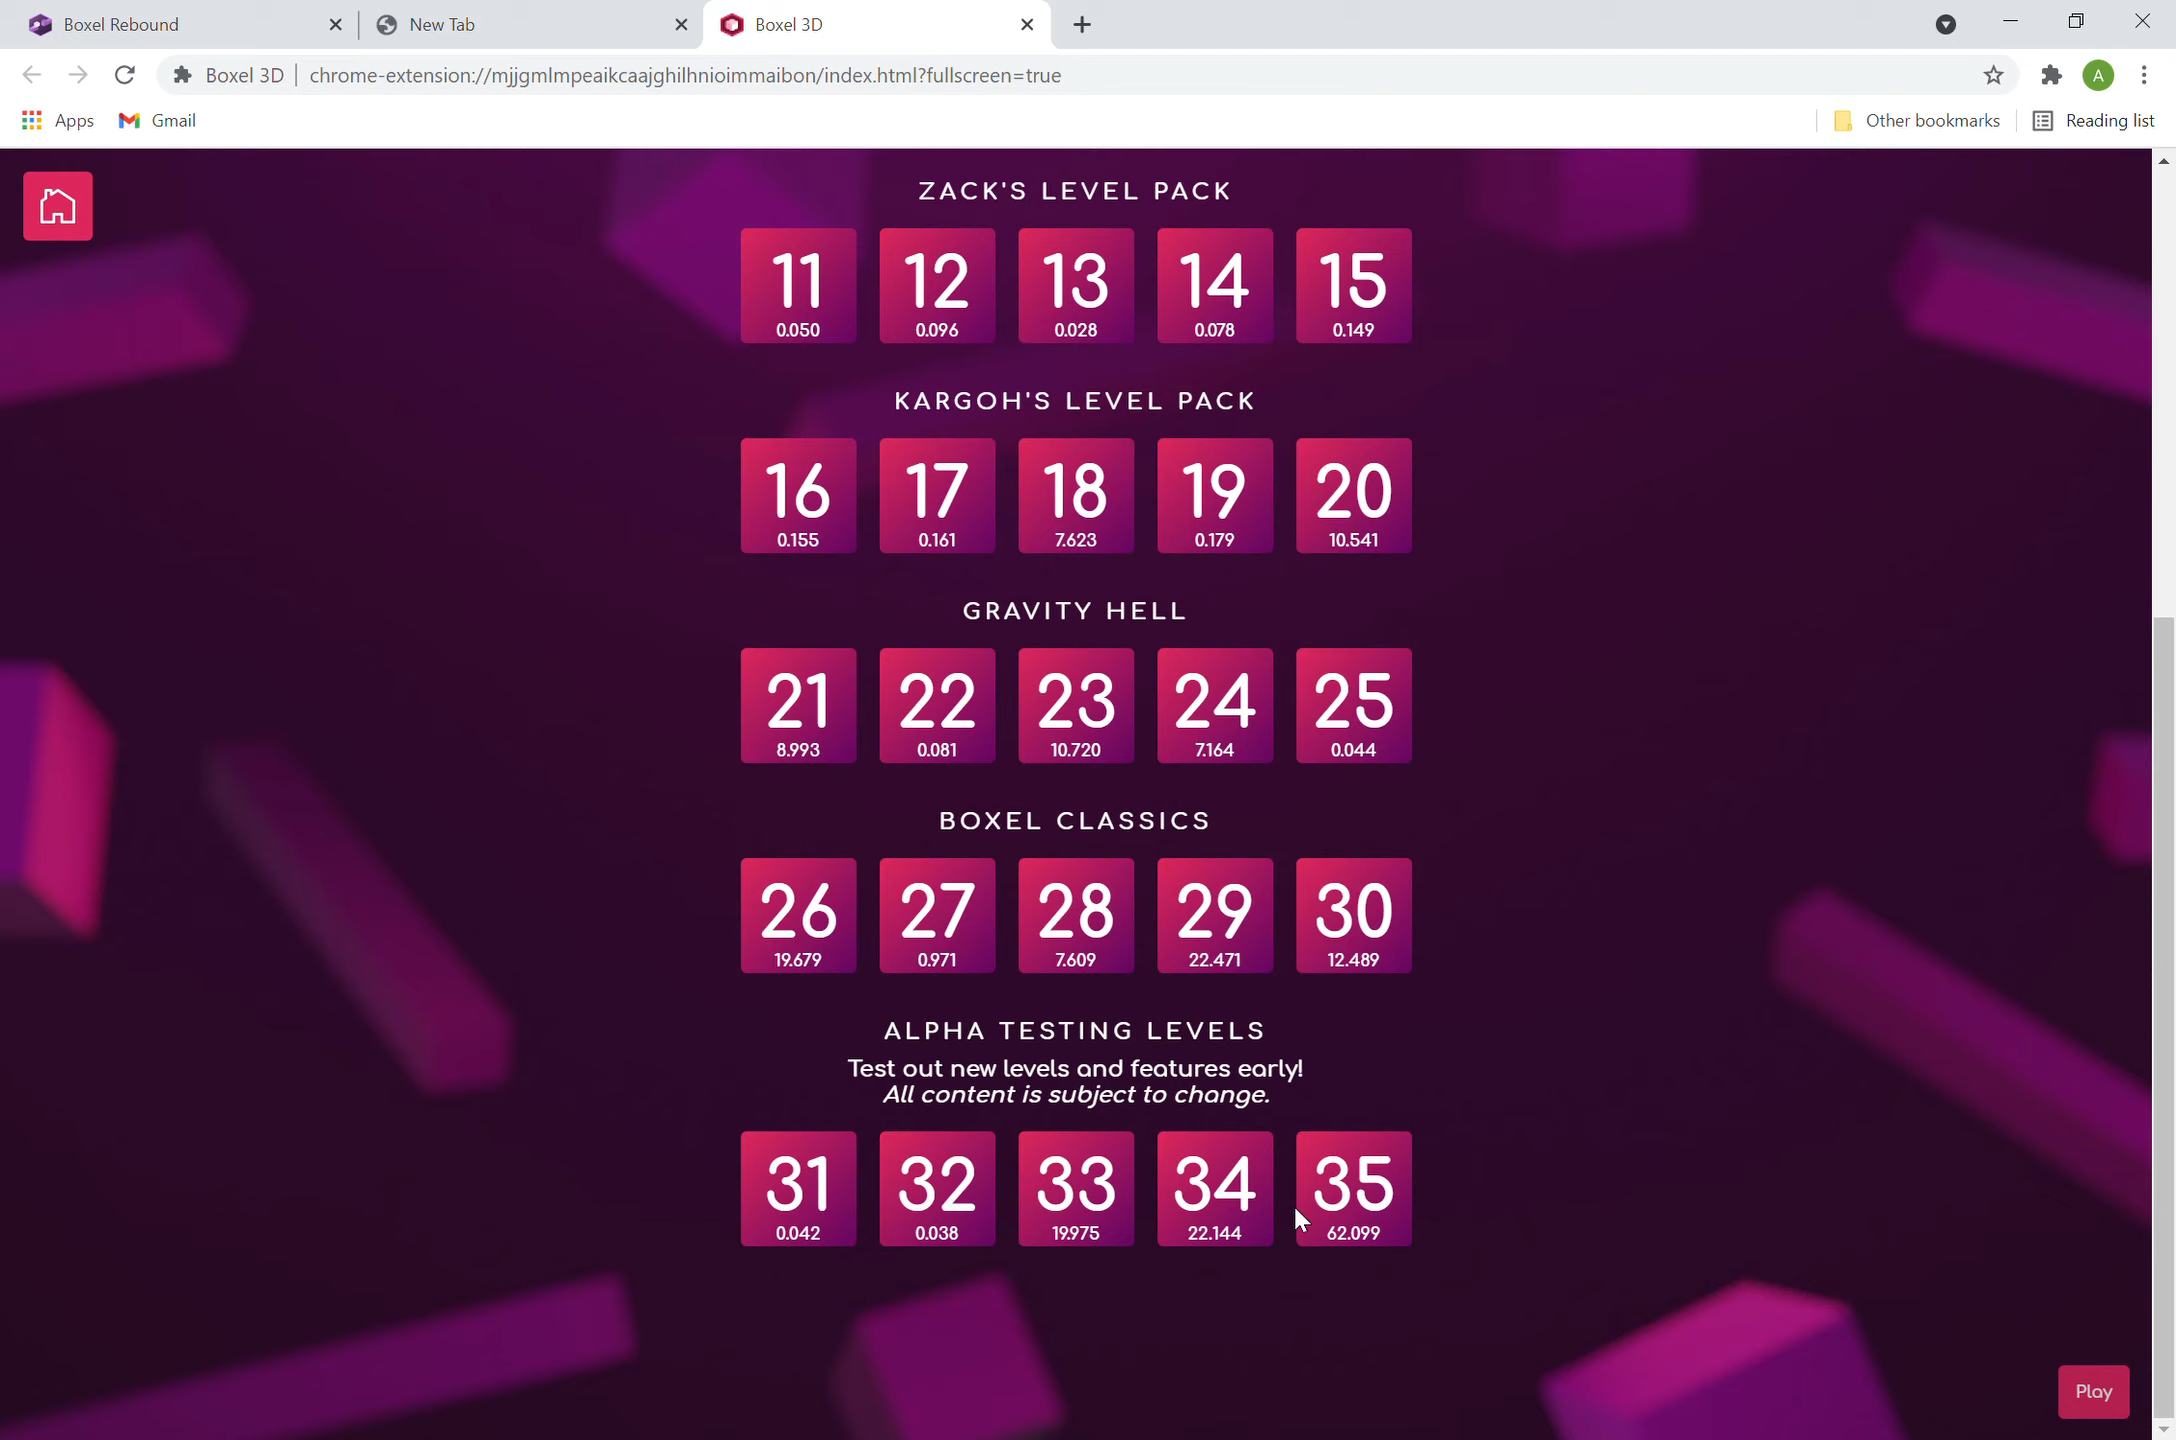 Boxel Rebound
New Tab
Boxel 3D
Boxel 3D chrome-extension://mjjgmlmpeaikcaajghilhnioimmaibon/index.html?fullscreen=true
A
Apps
Gmail
Other bookmarks
Reading list
ZACK'S LEVEL PACK
11 12 13 14 15
0.050 0.096 0.028 0.078 0.149
KARGOH'S LEVEL PACK
16 17 18 19 20
0.155 0.161 7.623 0.179 10.541
GRAVITY HELL
21 22 23 24 25
8.993 0.081 10.720 7.164 0.044
BOXEL CLASSICS
26 27 28 29 30
19.679 0.971 7.609 22.471 12.489
ALPHA TESTING LEVELS
Test out new levels and features early!
All content is subject to change.
31 32 33 34 35
0.042 0.038 19.975 22.144 62.099
Play